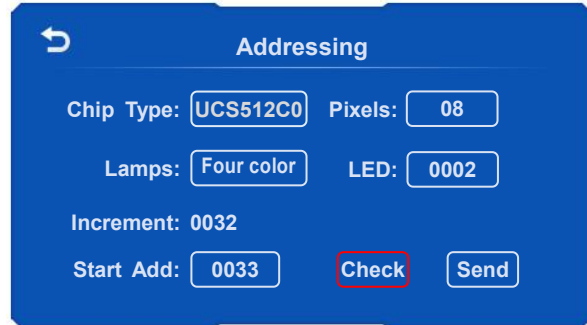 Addressing
Chip Type: UCS512C0 Pixels: 08
Lamps: Four color LED: 0002
Increment: 0032
Start Add: 0033 Check Send